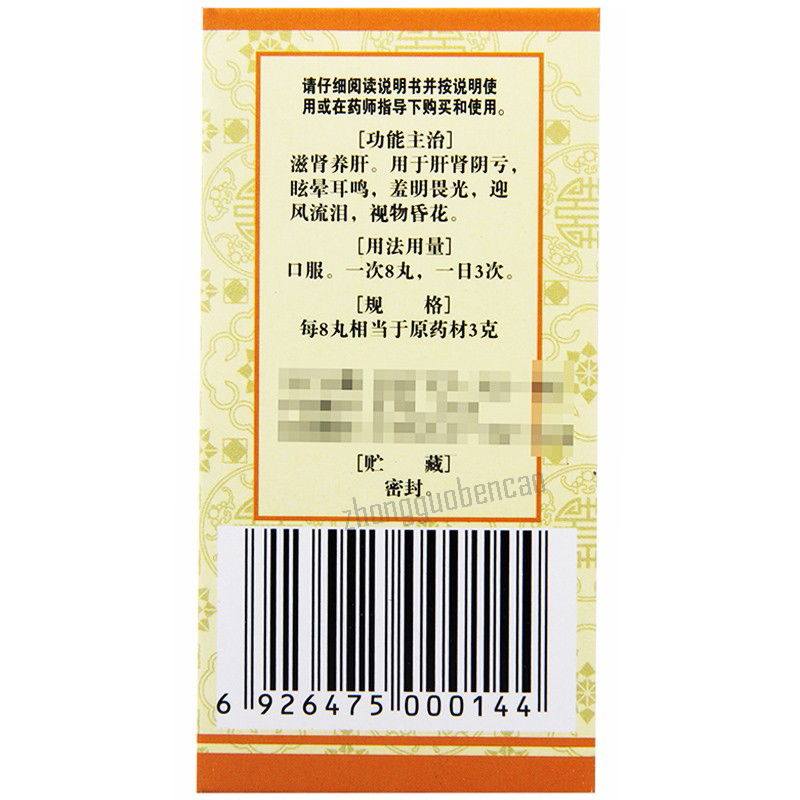 请仔细阅读说明书并按说明使
用或在药师指导下购买和使用。
[功能主治]
滋肾养肝。用于肝肾阴亏，
眩晕耳鸣，羞明畏光，迎
风流泪，视物昏花。
[用法用量]
口服。一次8丸，一日3次。
[规 格]
每8丸相当于原药材3克
[贮 藏]
密封。
zhongguobencao
6 926475 000144